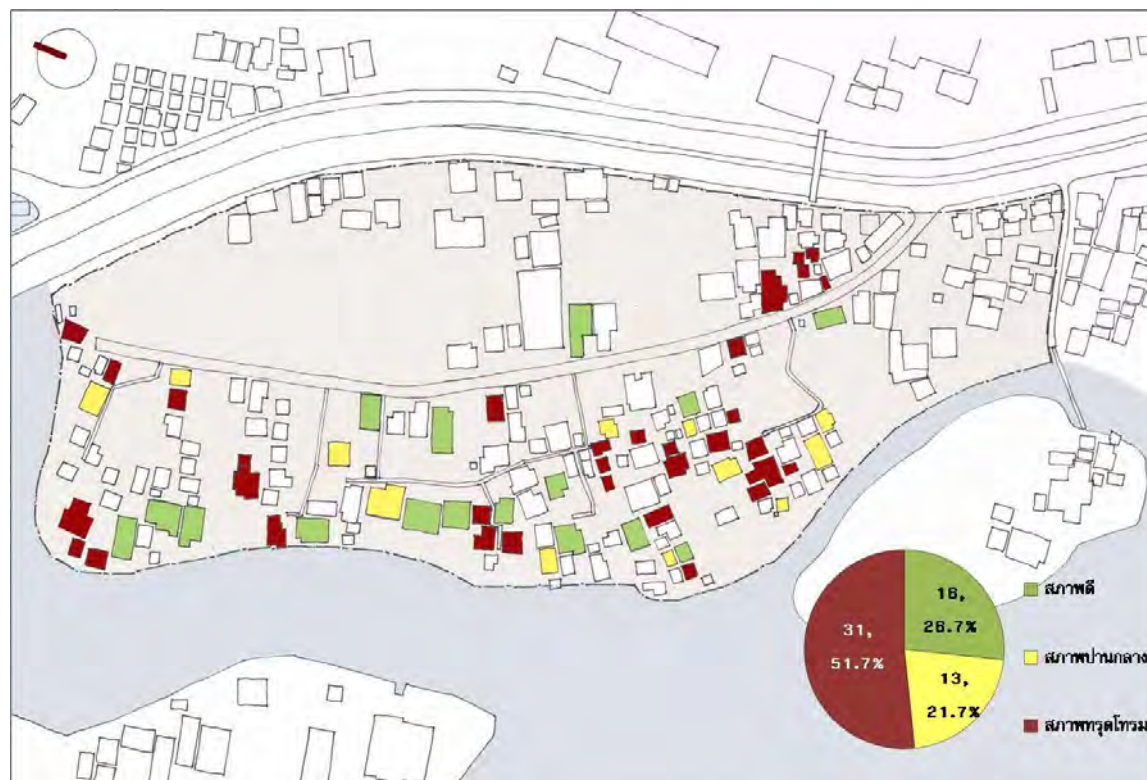 16,
26.7%
31,
51.7%
13,
21.7%
สภาพดี
สภาพปานกลาง
สภาพทรุดโทรม